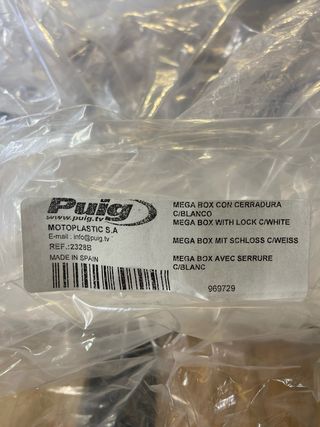 Puig
www.puig.tv
MOTOPLASTIC S.A
E-mail : info@puig.tv
REF.:2328B
MADE IN SPAIN
MEGA BOX CON CERRADURA
C/BLANCO
MEGA BOX WITH LOCK C/WHITE
MEGA BOX MIT SCHLOSS C/WEISS
MEGA BOX AVEC SERRURE
C/BLANC
969729